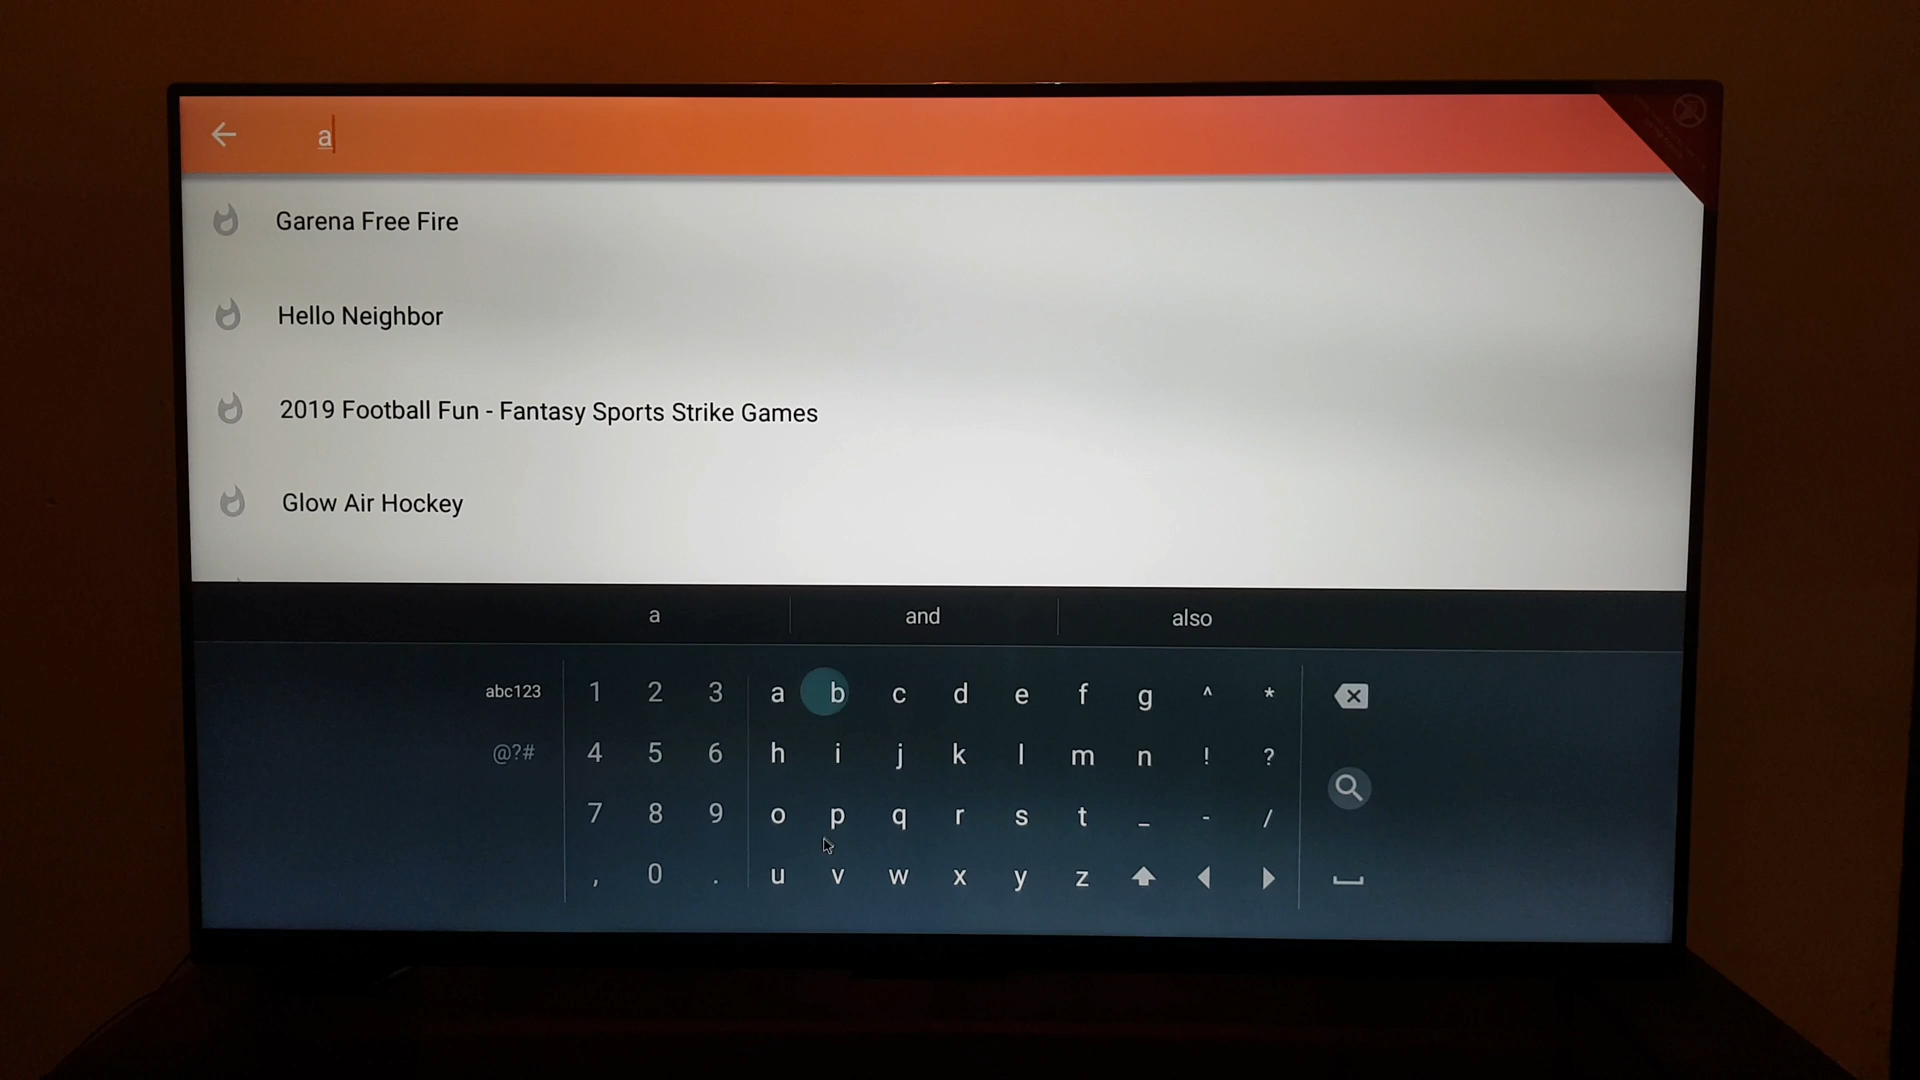 a
Garena Free Fire
Hello Neighbor
2019 Football Fun - Fantasy Sports Strike Games
Glow Air Hockey
a and also
abc123 1 2 3 a b c d e f g ^ *
@?# 4 5 6 h i j k l m n ! ?
7 8 9 o p q r s t _ - /
, 0 . u v w x y z